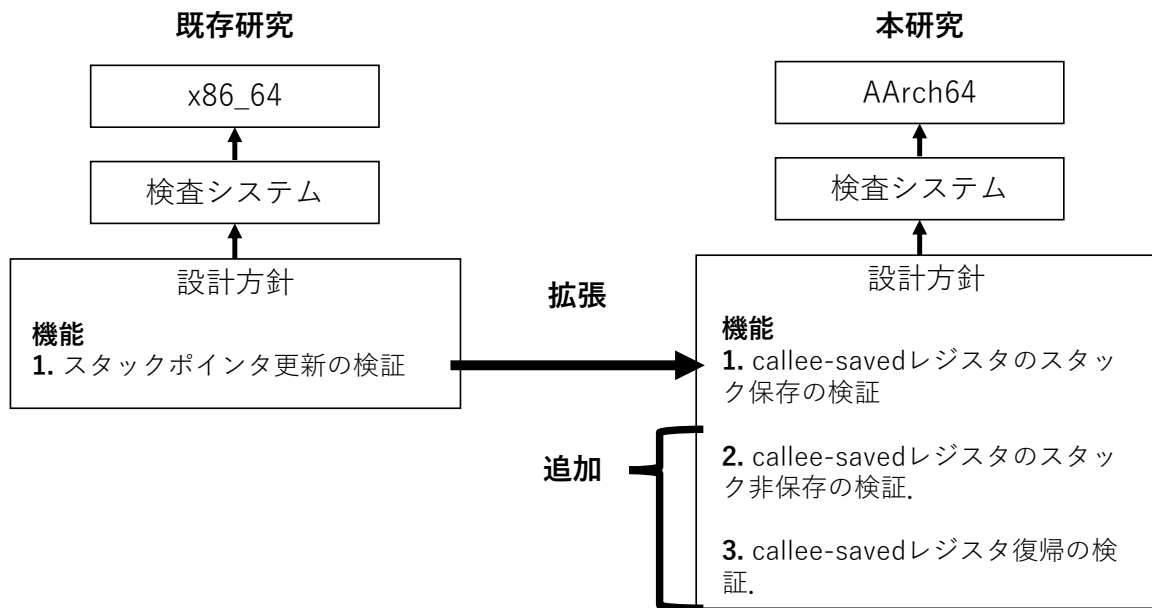 既存研究
x86_64
検査システム
設計方針
機能
1. スタックポインタ更新の検証
拡張
追加
本研究
AArch64
検査システム
設計方針
機能
1. callee-savedレジスタのスタッ
ク保存の検証
2. callee-savedレジスタのスタッ
ク非保存の検証.
3. callee-savedレジスタ復帰の検
証.